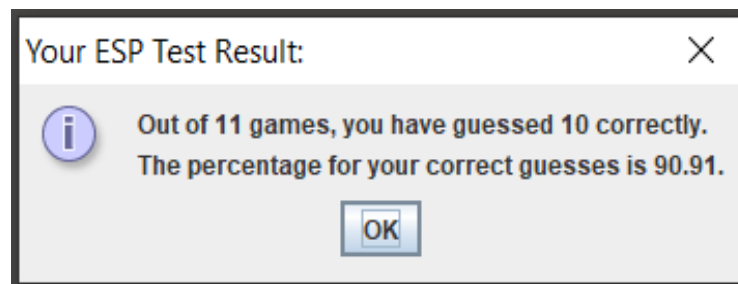 Your ESP Test Result:
Out of 11 games, you have guessed 10 correctly.
The percentage for your correct guesses is 90.91.
OK